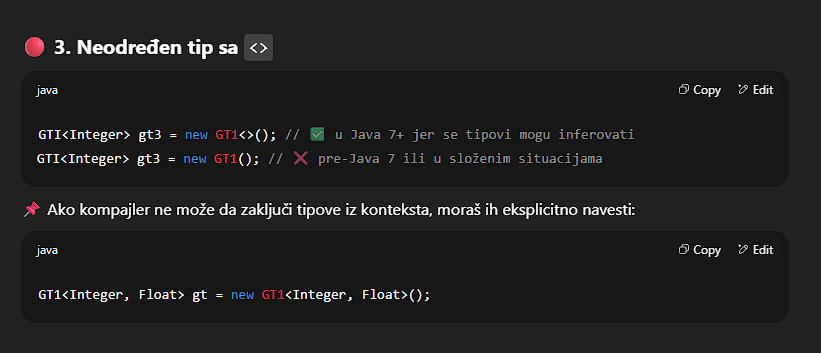 🔴 3. Neodređen tip sa <>
java
Copy
Edit
GTI<Integer> gt3 = new GT1<>(); // ✅ u Java 7+ jer se tipovi mogu inferovati
GTI<Integer> gt3 = new GT1(); // ❌ pre-Java 7 ili u složenim situacijama
📌 Ako kompajler ne može da zaključi tipove iz konteksta, moraš ih eksplicitno navesti:
java
Copy
Edit
GT1<Integer, Float> gt = new GT1<Integer, Float>();